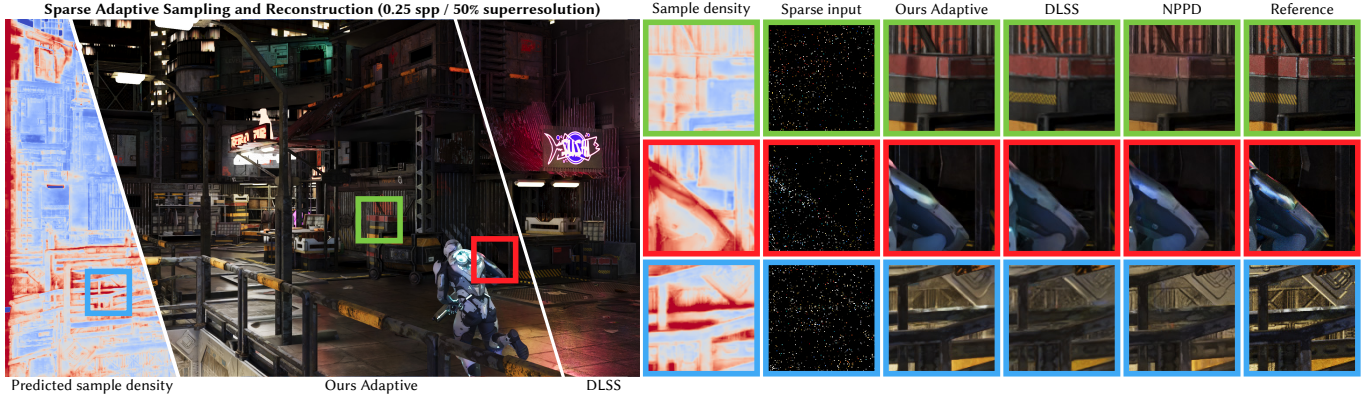 Sparse Adaptive Sampling and Reconstruction (0.25 spp / 50% superresolution)
Sample density Sparse input Ours Adaptive DLSS NPPD Reference
SUSHI
Predicted sample density Ours Adaptive DLSS